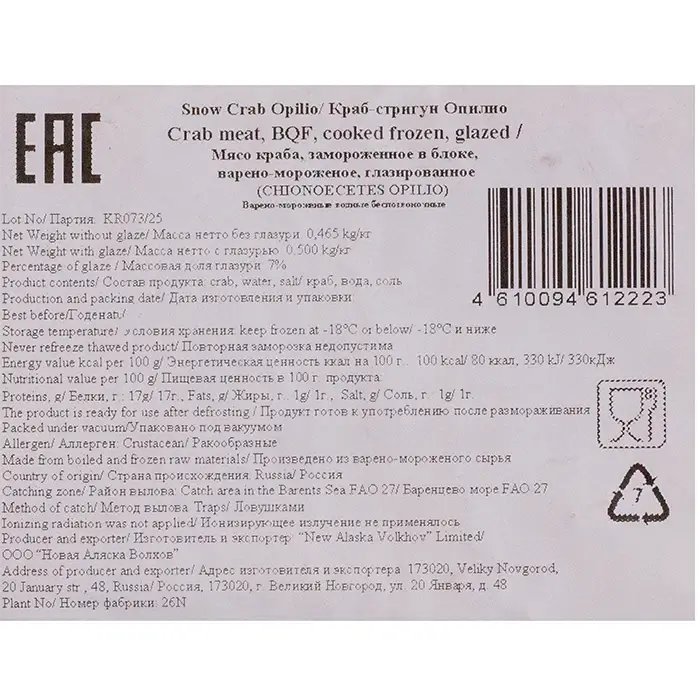 EAC
Snow Crab Opilio/ Краб-стригун Опилио
Crab meat, BQF, cooked frozen, glazed /
Мясо краба, замороженное в блоке,
варено-мороженое, глазированное
(CHIONOECETES OPILIO)
Варено-мороженые водные беспозвоночные
Lot No/ Партия: KR073/25
Net Weight without glaze/ Масса нетто без глазури: 0,465 kg/кг
Net Weight with glaze/ Масса нетто с глазурью: 0,500 kg/кг
Percentage of glaze / Массовая доля глазури: 7%
Product contents/ Состав продукта: crab, water, salt/ краб, вода, соль
Production and packing date/ Дата изготовления и упаковки:
Best before/Годен до:/
Storage temperature/ условия хранения: keep frozen at -18°C or below/ -18°C и ниже
Never refreeze thawed product/ Повторная заморозка недопустима
Energy value kcal per 100 g/ Энергетическая ценность ккал на 100 г.: 100 kcal/ 80 ккал, 330 kJ/ 330кДж
Nutritional value per 100 g/ Пищевая ценность в 100 г. продукта:
Proteins, g/ Белки, г.: 17g/ 17г., Fats, g/ Жиры, г.: 1g/ 1г., Salt, g/ Соль, г.: 1g/ 1г.
The product is ready for use after defrosting / Продукт готов к употреблению после размораживания
Packed under vacuum/Упаковано под вакуумом
Allergen/ Аллерген: Crustacean/ Ракообразные
Made from boiled and frozen raw materials/ Произведено из варено-мороженого сырья
Country of origin/ Страна происхождения: Russia/ Россия
Catching zone/ Район вылова: Catch area in the Barents Sea FAO 27/ Баренцево море FAO 27
Method of catch/ Метод вылова: Traps/ Ловушками
Ionizing radiation was not applied/ Ионизирующее излучение не применялось
Producer and exporter/ Изготовитель и экспортер: "New Alaska Volkhov" Limited/
ООО "Новая Аляска Волхов"
Address of producer and exporter/ Адрес изготовителя и экспортера: 173020, Veliky Novgorod,
20 January str., 48, Russia/ Россия, 173020, г. Великий Новгород, ул. 20 Января, д. 48
Plant No/ Номер фабрики: 26N
4 610094 612223
7